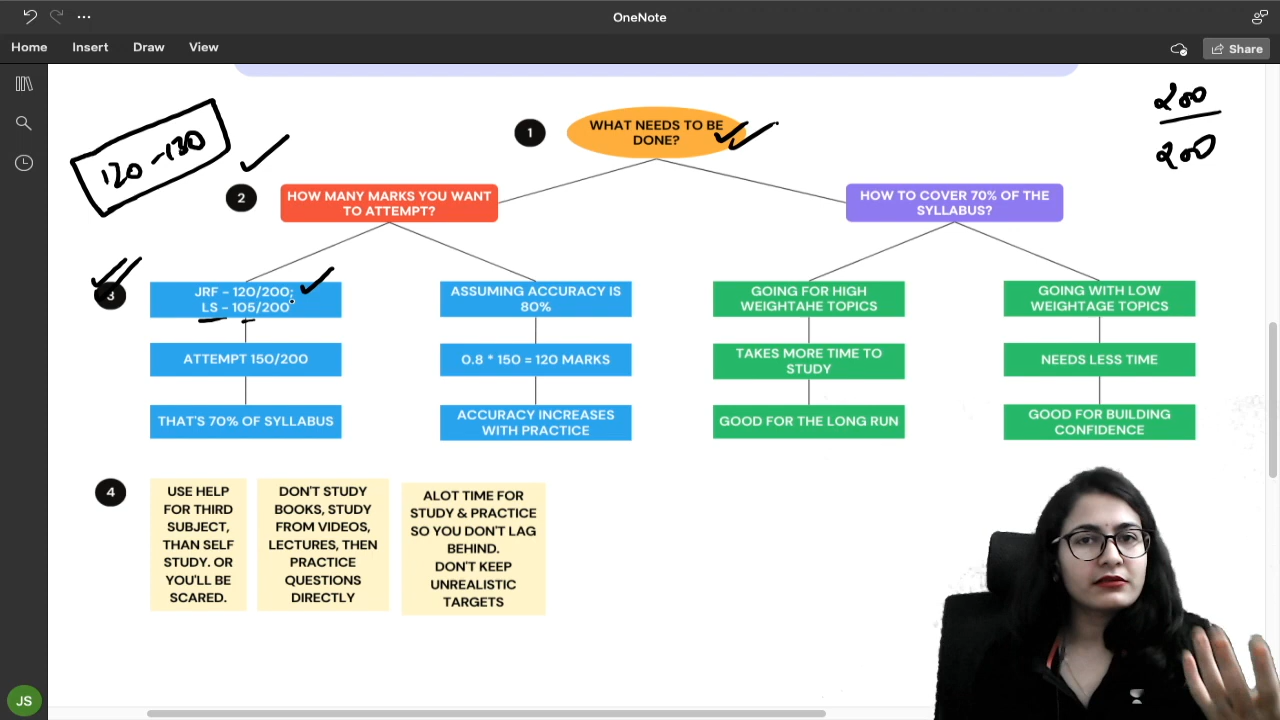 OneNote
Home Insert Draw View
Share
120-130
200
200
1
WHAT NEEDS TO BE
DONE?
2
HOW MANY MARKS YOU WANT
TO ATTEMPT?
HOW TO COVER 70% OF THE
SYLLABUS?
3
JRF - 120/200;
LS - 105/200
ASSUMING ACCURACY IS
80%
GOING FOR HIGH
WEIGHTAHE TOPICS
GOING WITH LOW
WEIGHTAGE TOPICS
ATTEMPT 150/200
0.8 * 150 = 120 MARKS
TAKES MORE TIME TO
STUDY
NEEDS LESS TIME
THAT'S 70% OF SYLLABUS
ACCURACY INCREASES
WITH PRACTICE
GOOD FOR THE LONG RUN
GOOD FOR BUILDING
CONFIDENCE
4
USE HELP
FOR THIRD
SUBJECT,
THAN SELF
STUDY. OR
YOU'LL BE
SCARED.
DON'T STUDY
BOOKS, STUDY
FROM VIDEOS,
LECTURES, THEN
PRACTICE
QUESTIONS
DIRECTLY
ALOT TIME FOR
STUDY & PRACTICE
SO YOU DON'T LAG
BEHIND.
DON'T KEEP
UNREALISTIC
TARGETS
JS